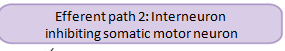 Efferent path 2: Interneuron
inhibiting somatic motor neuron